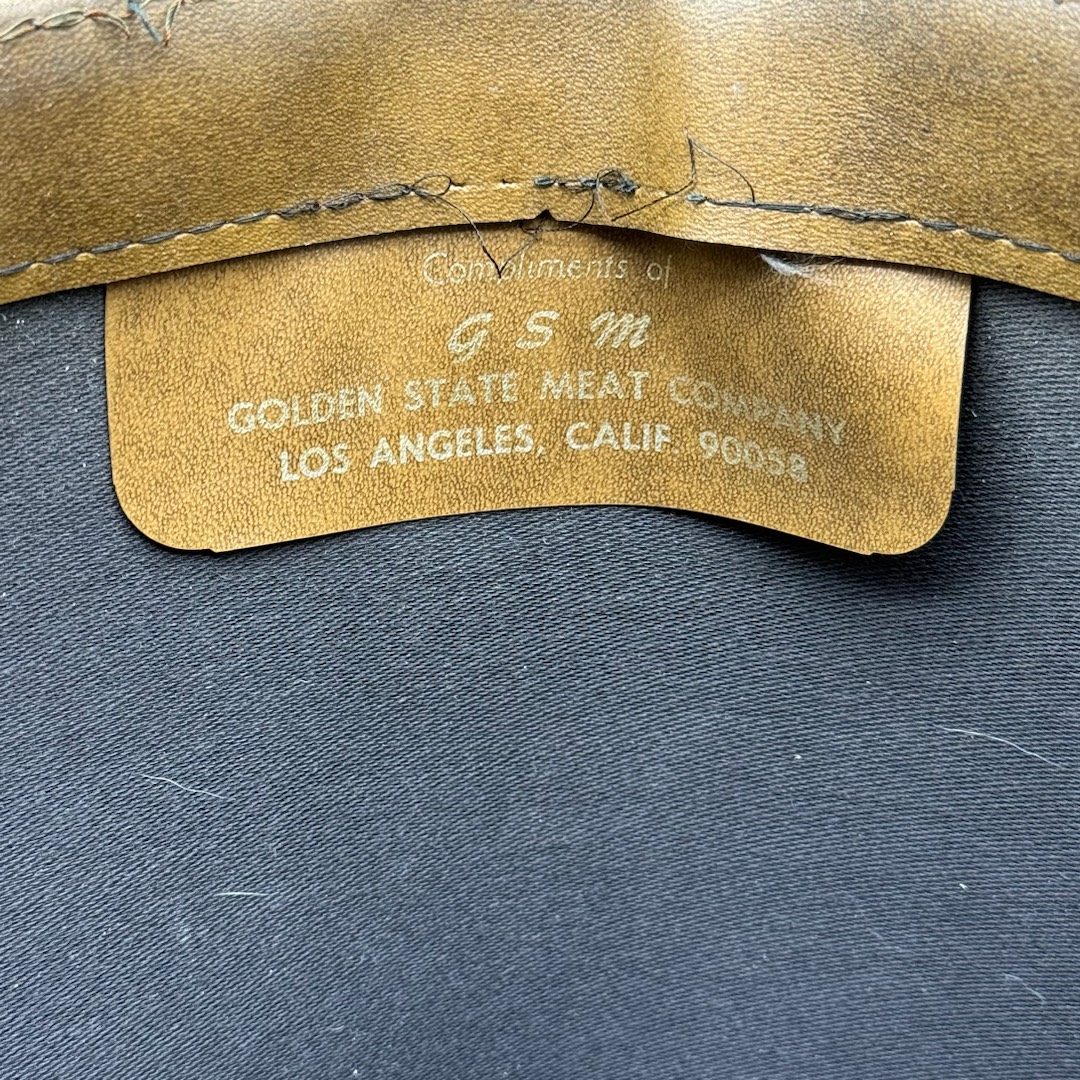 Compliments of
G S M
GOLDEN STATE MEAT COMPANY
LOS ANGELES, CALIF. 90058